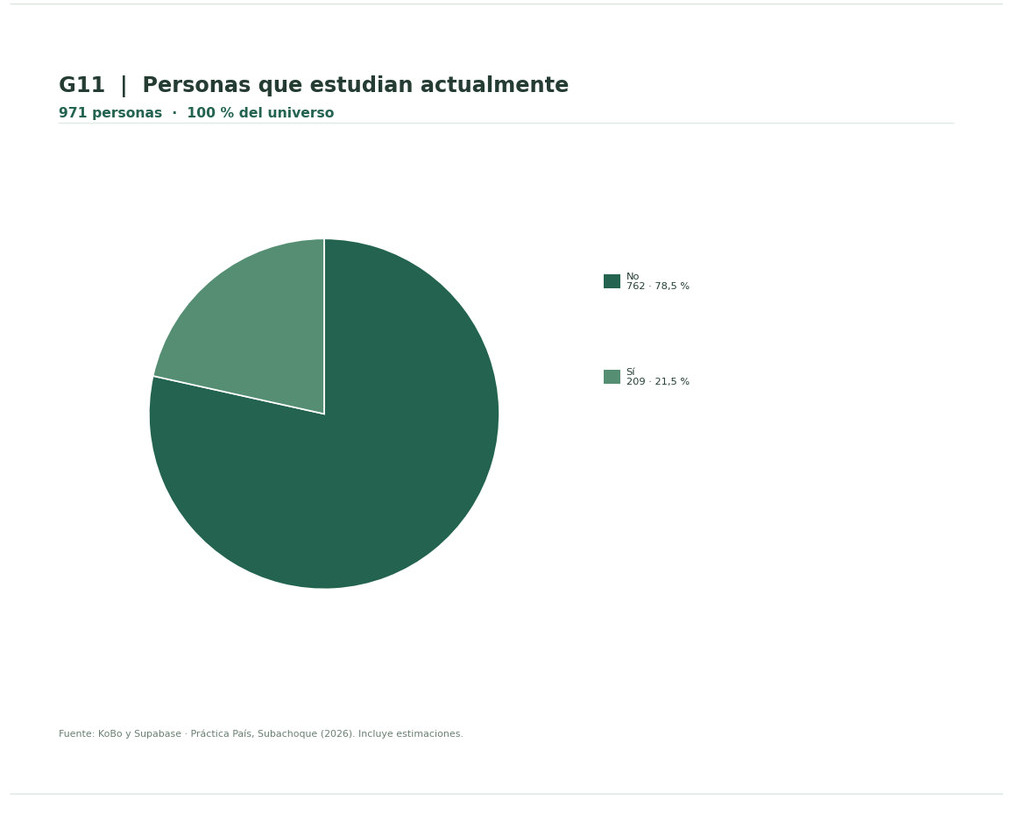 G11 | Personas que estudian actualmente
971 personas · 100 % del universo
No
762 · 78,5 %
Sí
209 · 21,5 %
Fuente: KoBo y Supabase · Práctica País, Subachoque (2026). Incluye estimaciones.